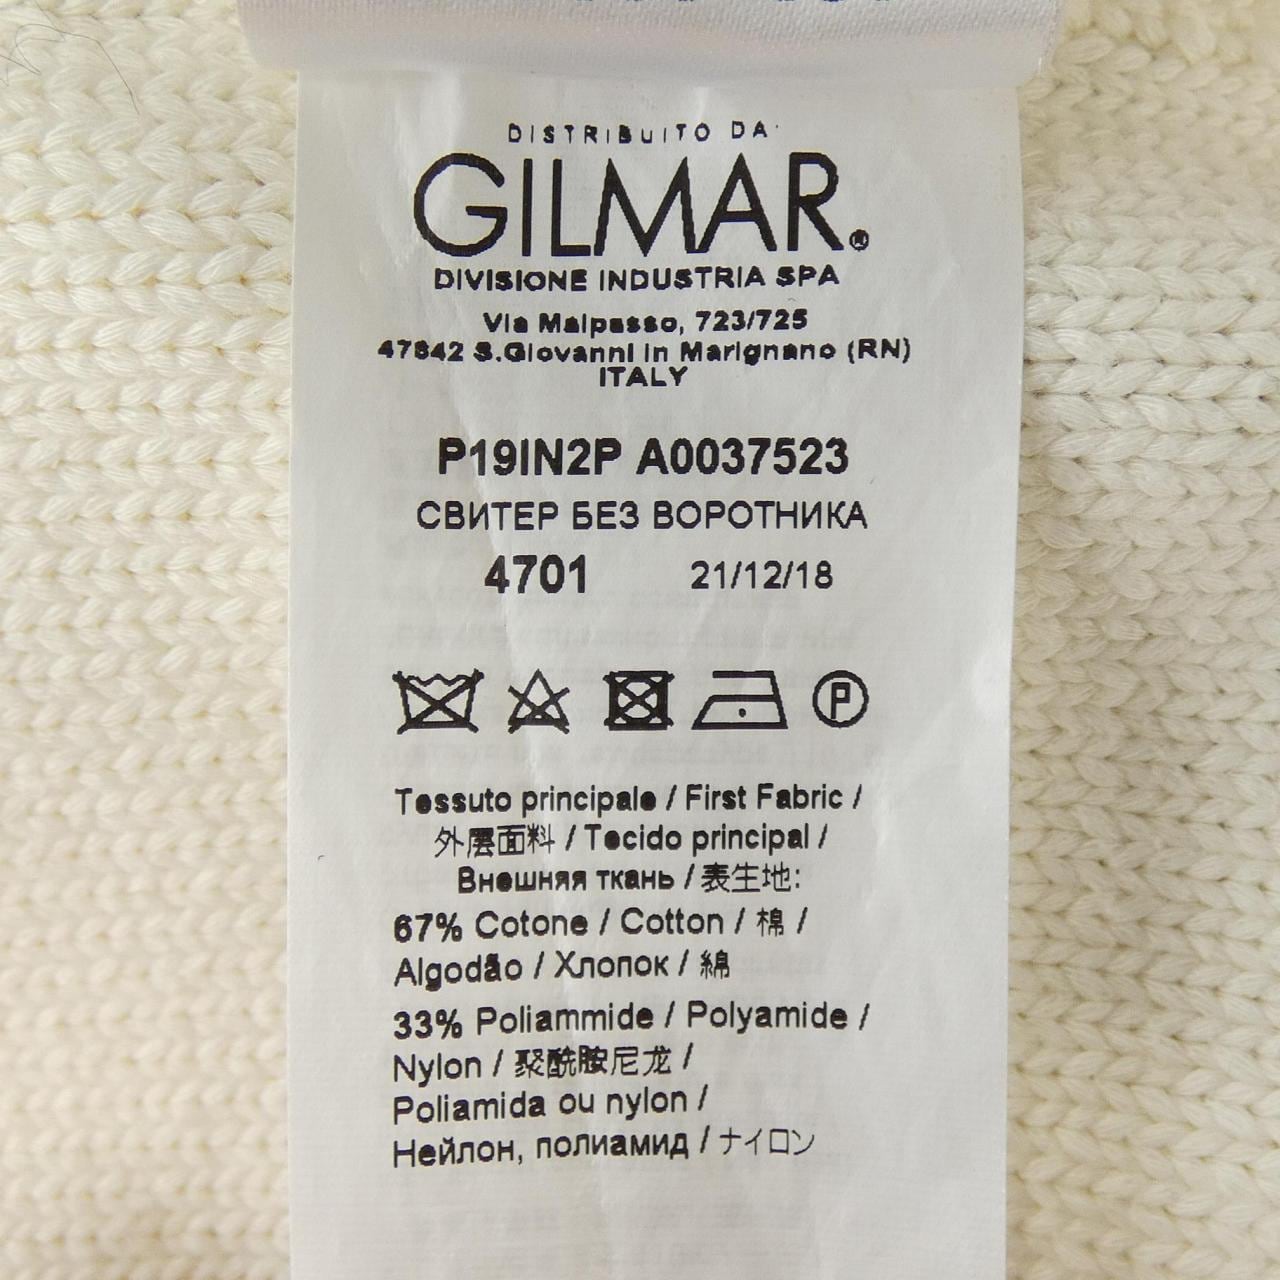 DISTRIBUITO DA
GILMAR®
DIVISIONE INDUSTRIA SPA
Via Malpasso, 723/725
47842 S.Giovanni in Marignano (RN)
ITALY
P19IN2P A0037523
СВИТЕР БЕЗ ВОРОТНИКА
4701 21/12/18
P
Tessuto principale / First Fabric /
外层面料 / Tecido principal /
Внешняя ткань / 表生地:
67% Cotone / Cotton / 棉 /
Algodão / Хлопок / 綿
33% Poliammide / Polyamide /
Nylon / 聚酰胺尼龙 /
Poliamida ou nylon /
Нейлон, полиамид / ナイロン